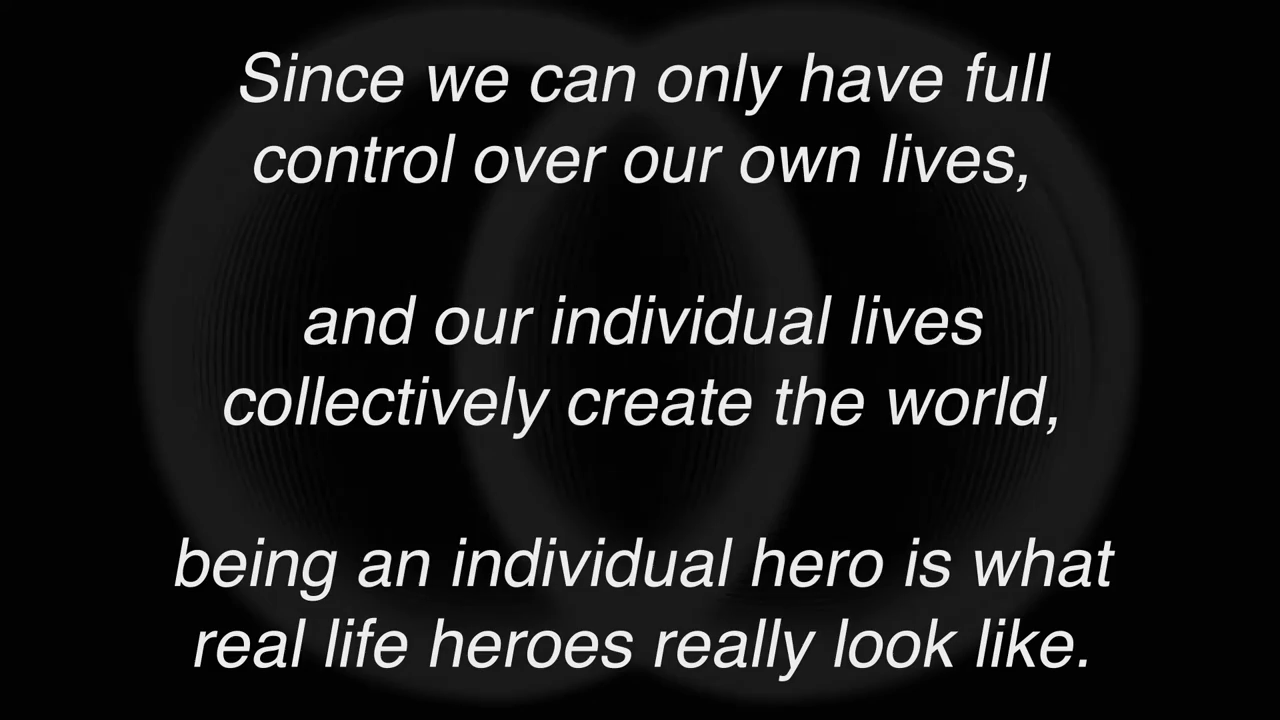 Since we can only have full
control over our own lives,
and our individual lives
collectively create the world,
being an individual hero is what
real life heroes really look like.